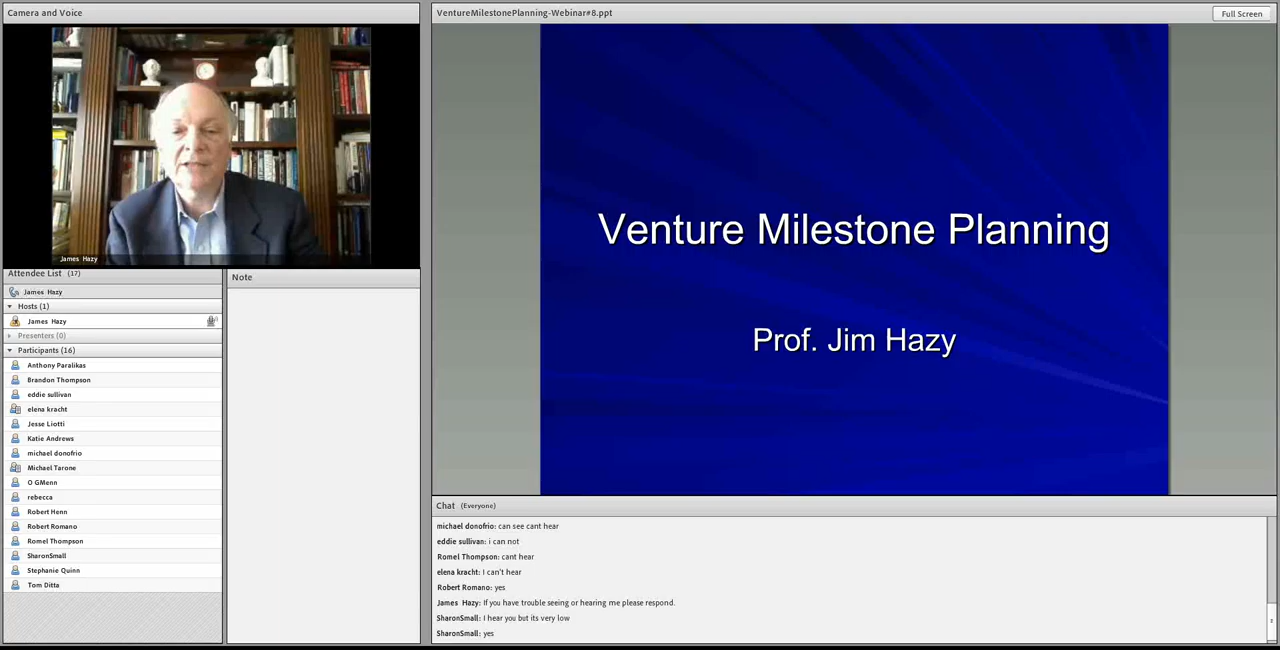 Camera and Voice
James Hazy
Attendee List (17)
James Hazy
Hosts (1)
James Hazy
Presenters (0)
Participants (16)
Anthony Paralikas
Brandon Thompson
eddie sullivan
elena kracht
Jesse Liotti
Katie Andrews
michael donofrio
Michael Tarone
O GMenn
rebecca
Robert Henn
Robert Romano
Romel Thompson
SharonSmall
Stephanie Quinn
Tom Ditta
Note
VentureMilestonePlanning-Webinar#8.ppt
Full Screen
Venture Milestone Planning
Prof. Jim Hazy
Chat (Everyone)
michael donofrio: can see cant hear
eddie sullivan: i can not
Romel Thompson: cant hear
elena kracht: I can't hear
Robert Romano: yes
James Hazy: If you have trouble seeing or hearing me please respond.
SharonSmall: I hear you but its very low
SharonSmall: yes